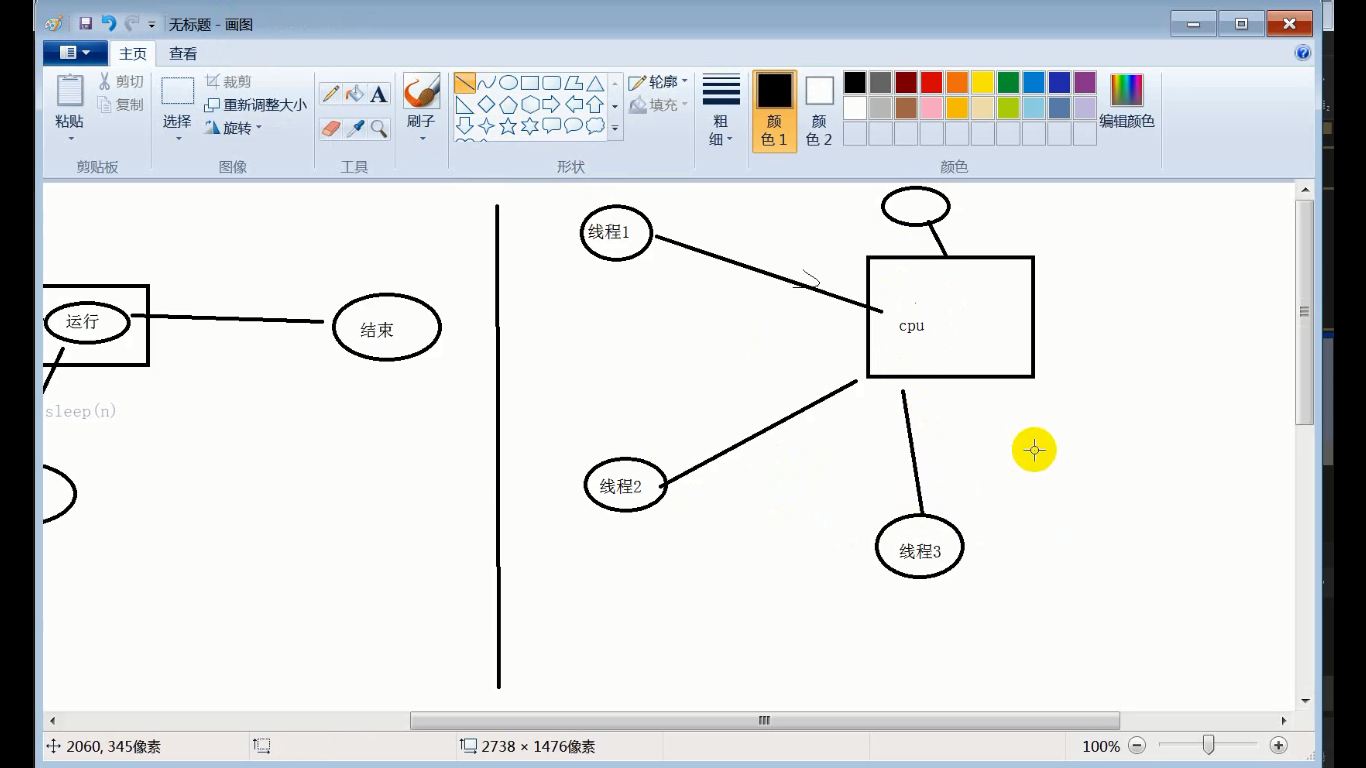 无标题 - 画图
主页 查看
粘贴
剪切
复制
剪贴板
选择
裁剪
重新调整大小
旋转
图像
A
工具
刷子
轮廓
填充
形状
粗
细
颜
色 1
颜
色 2
编辑颜色
颜色
线程1
运行
结束
cpu
sleep(n)
线程2
线程3
2060, 345像素
2738 × 1476像素
100%